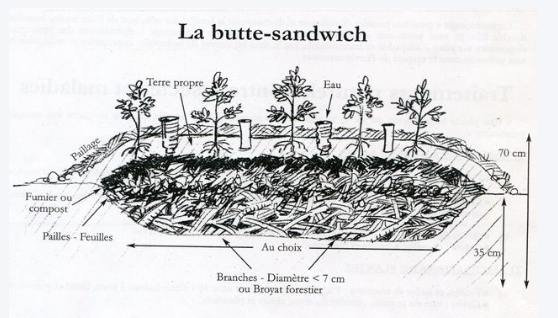 La butte-sandwich
Terre propre
Eau
Paillage
70 cm
Fumier ou
compost
Pailles - Feuilles
35 cm
Au choix
Branches - Diamètre < 7 cm
ou Broyat forestier